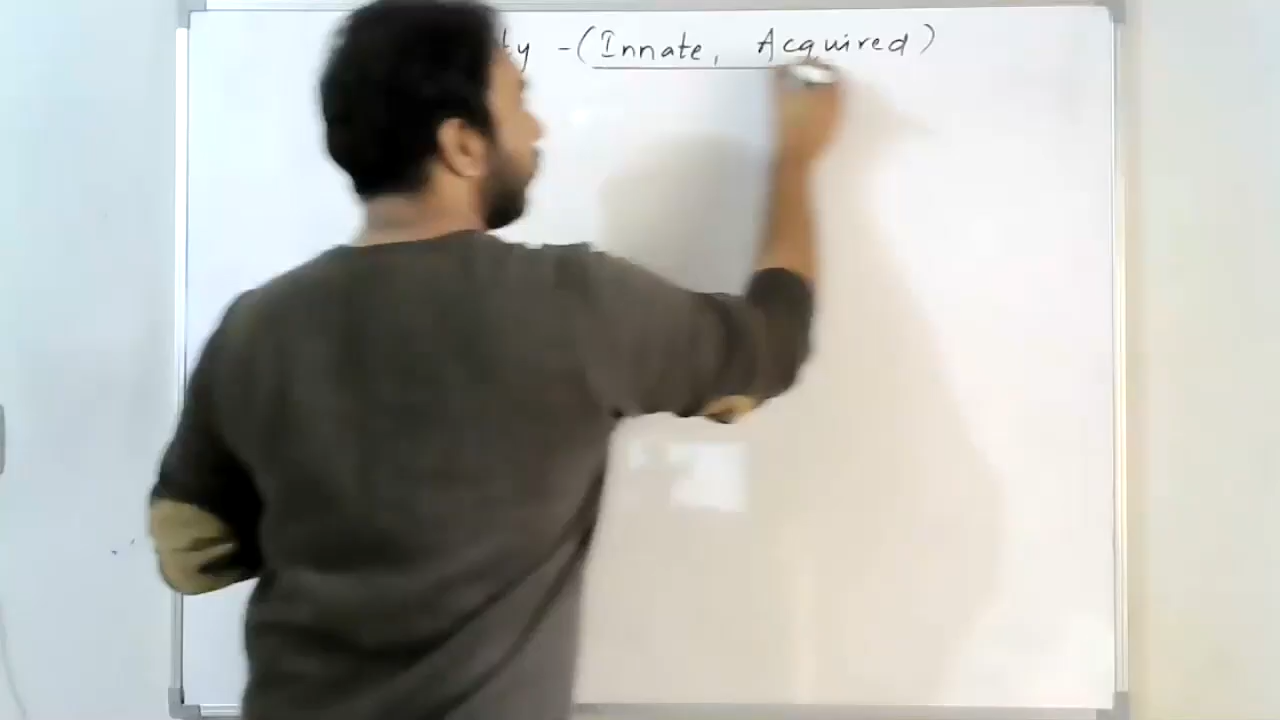 ty - (Innate, Acquired)